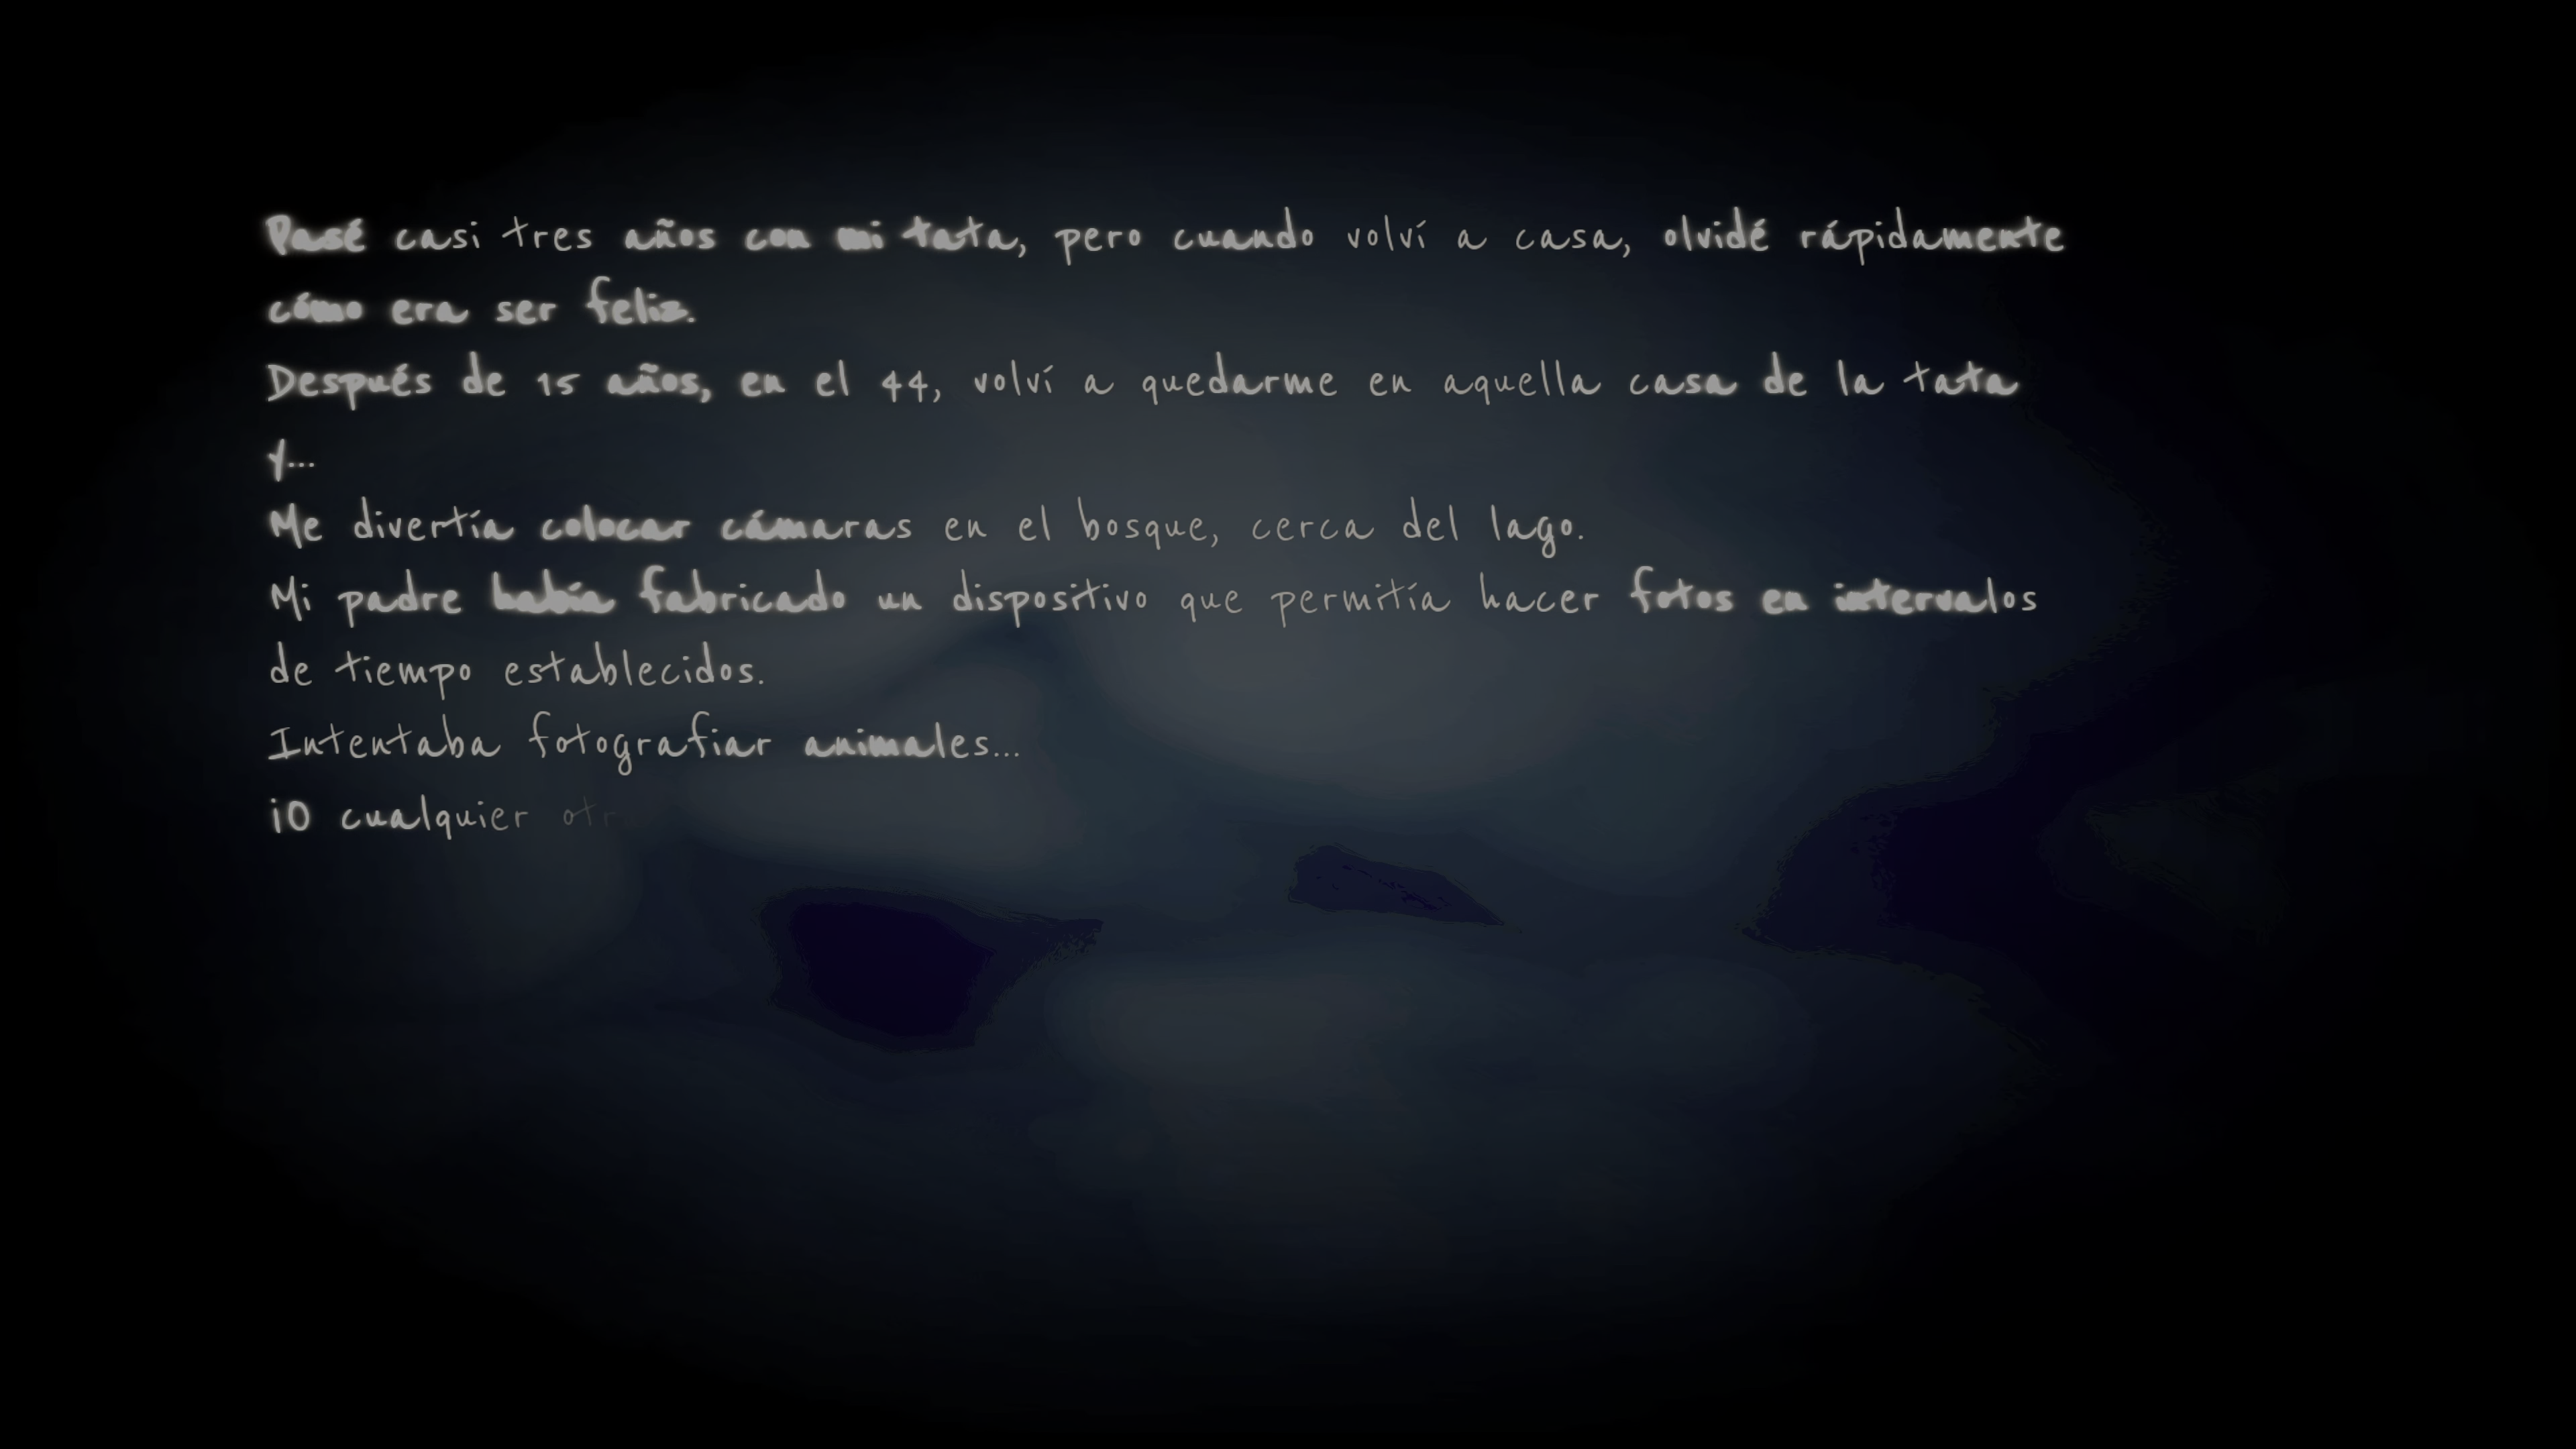 Pasé casi tres años con mi tata, pero cuando volví a casa, olvidé rápidamente
cómo era ser feliz.
Después de 15 años, en el 44, volví a quedarme en aquella casa de la tata
y...
Me divertía colocar cámaras en el bosque, cerca del lago.
Mi padre había fabricado un dispositivo que permitía hacer fotos en intervalos
de tiempo establecidos.
Intentaba fotografiar animales...
¡O cualquier otr